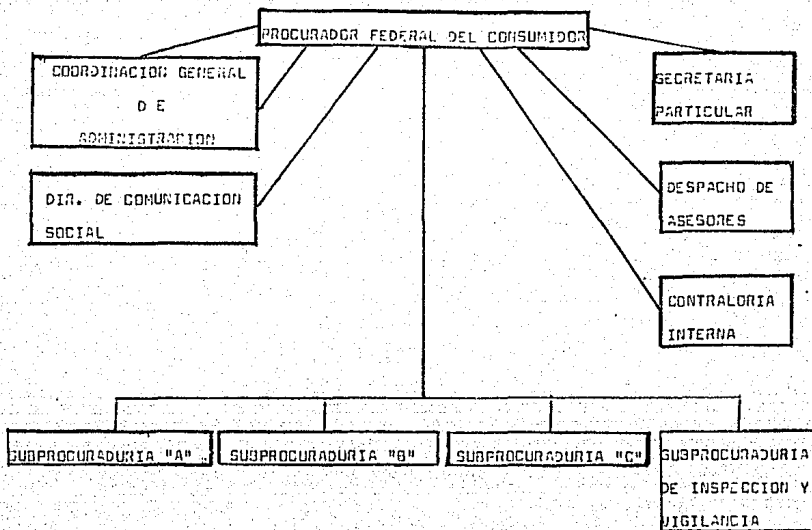 PROCURADOR FEDERAL DEL CONSUMIDOR
COORDINACION GENERAL
D E
ADMINISTRACION
SECRETARIA
PARTICULAR
DIR. DE COMUNICACION
SOCIAL
DESPACHO DE
ASESORES
CONTRALORIA
INTERNA
SUBPROCURADURIA "A"
SUBPROCURADURIA "B"
SUBPROCURADURIA "C"
SUBPROCURADURIA
DE INSPECCION Y
VIGILANCIA